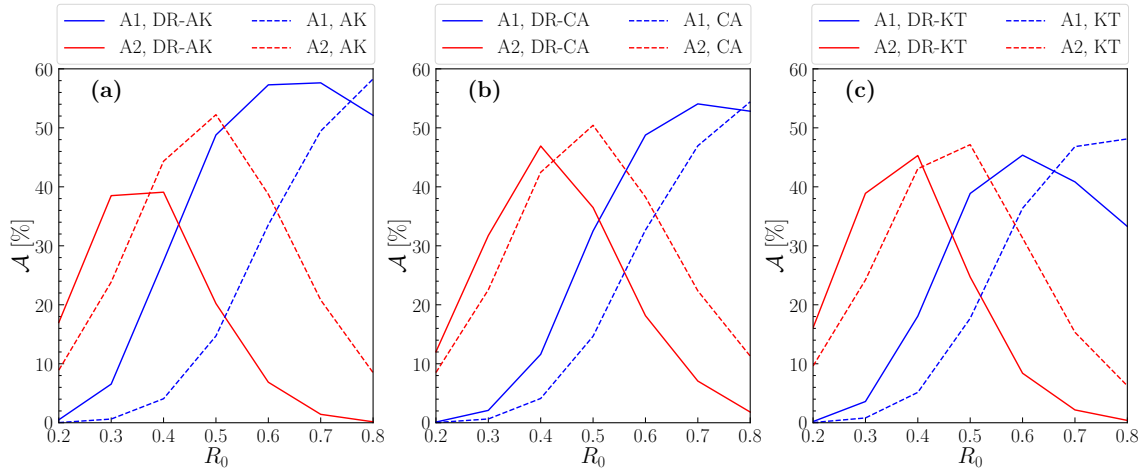 A1, DR-AK A1, AK
A2, DR-AK A2, AK
A1, DR-CA A1, CA
A2, DR-CA A2, CA
A1, DR-KT A1, KT
A2, DR-KT A2, KT
(a)
60
50
40
30
20
10
0
𝒜 [%]
0.2 0.3 0.4 0.5 0.6 0.7 0.8
R₀
(b)
60
50
40
30
20
10
0
𝒜 [%]
0.2 0.3 0.4 0.5 0.6 0.7 0.8
R₀
(c)
60
50
40
30
20
10
0
𝒜 [%]
0.2 0.3 0.4 0.5 0.6 0.7 0.8
R₀